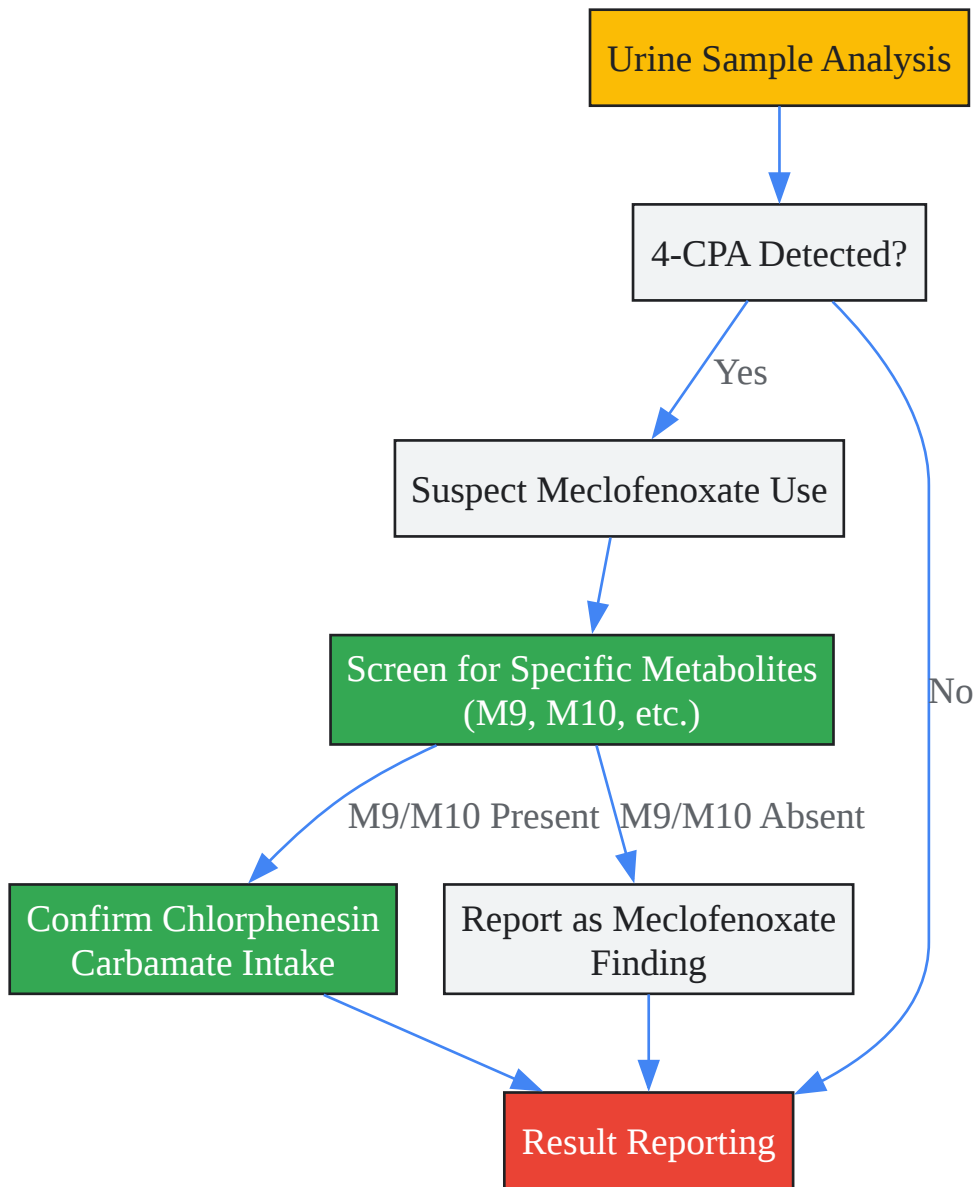 Urine Sample Analysis
4-CPA Detected?
Yes
Suspect Meclofenoxate Use
Screen for Specific Metabolites
(M9, M10, etc.)
No
M9/M10 Present
M9/M10 Absent
Confirm Chlorphenesin
Carbamate Intake
Report as Meclofenoxate
Finding
Result Reporting